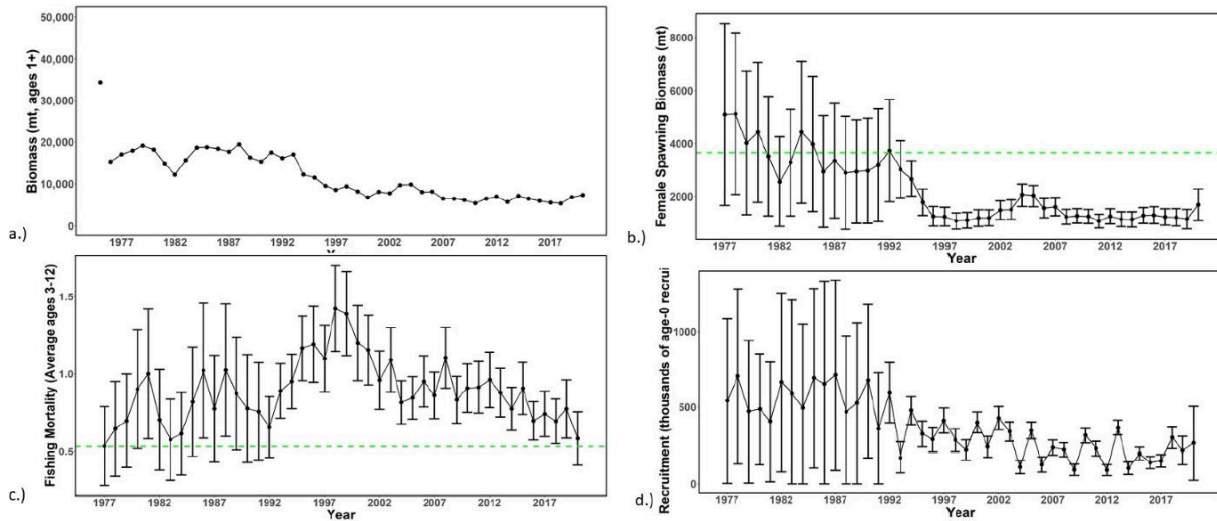 50,000
40,000
30,000
20,000
10,000
0
Biomass (mt, ages 1+)
1977 1982 1987 1992 1997 2002 2007 2012 2017
Year
a.)
8000
6000
4000
2000
Female Spawning Biomass (mt)
1977 1982 1987 1992 1997 2002 2007 2012 2017
Year
b.)
1.5
1.0
0.5
Fishing Mortality (Average ages 3-12)
1977 1982 1987 1992 1997 2002 2007 2012 2017
Year
c.)
1000
500
0
Recruitment (thousands of age-0 recrui
1977 1982 1987 1992 1997 2002 2007 2012 2017
Year
d.)